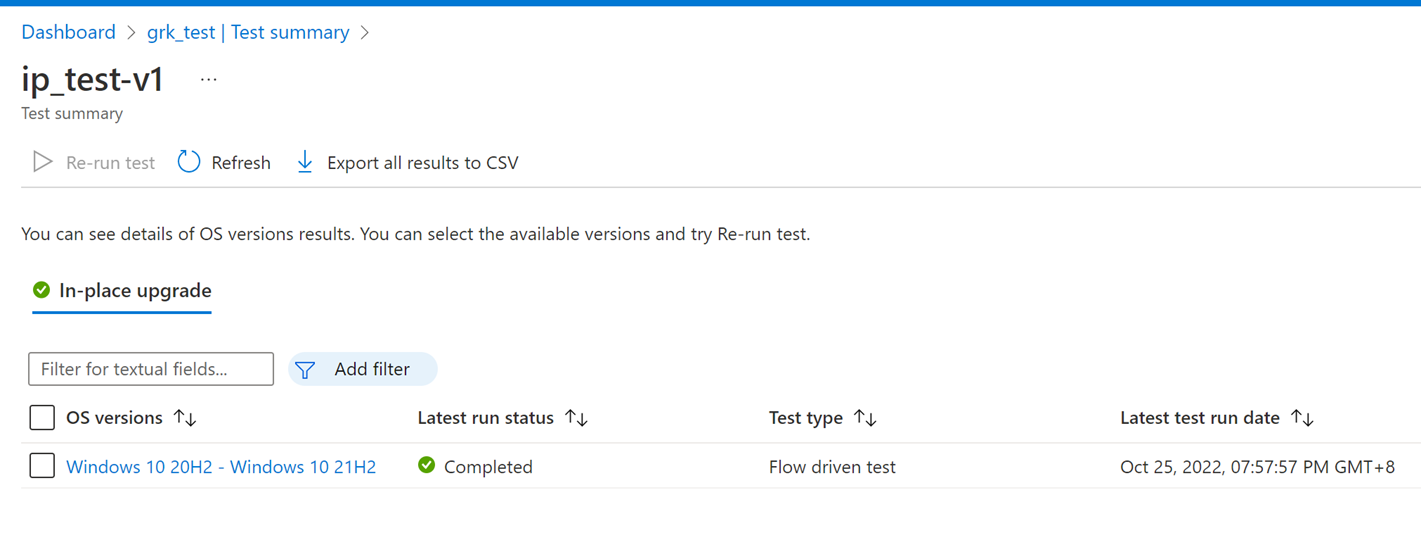 Dashboard > grk_test | Test summary >
ip_test-v1 ...
Test summary
Re-run test Refresh Export all results to CSV
You can see details of OS versions results. You can select the available versions and try Re-run test.
In-place upgrade
Filter for textual fields... Add filter
OS versions ↑↓ Latest run status ↑↓ Test type ↑↓ Latest test run date ↑↓
Windows 10 20H2 - Windows 10 21H2 Completed Flow driven test Oct 25, 2022, 07:57:57 PM GMT+8